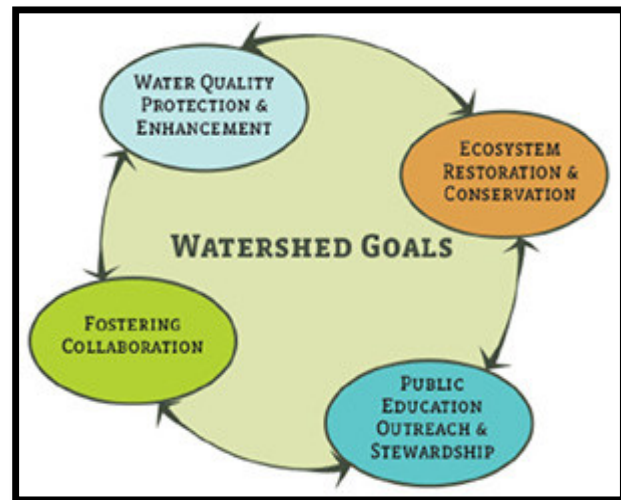 WATER QUALITY
PROTECTION &
ENHANCEMENT
ECOSYSTEM
RESTORATION &
CONSERVATION
WATERSHED GOALS
FOSTERING
COLLABORATION
PUBLIC
EDUCATION
OUTREACH &
STEWARDSHIP